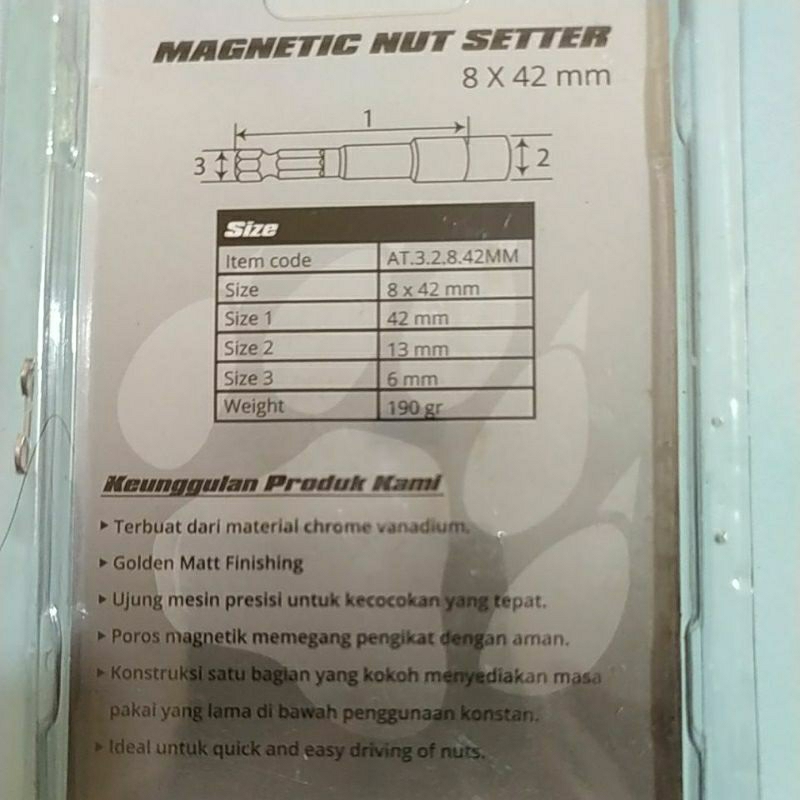 MAGNETIC NUT SETTER
8 X 42 mm
1
3
2
Size
Item code AT.3.2.8.42MM
Size 8 x 42 mm
Size 1 42 mm
Size 2 13 mm
Size 3 6 mm
Weight 190 gr
Keunggulan Produk Kami
▸ Terbuat dari material chrome vanadium.
▸ Golden Matt Finishing
▸ Ujung mesin presisi untuk kecocokan yang tepat.
▸ Poros magnetik memegang pengikat dengan aman.
▸ Konstruksi satu bagian yang kokoh menyediakan masa
pakai yang lama di bawah penggunaan konstan.
▸ Ideal untuk quick and easy driving of nuts.